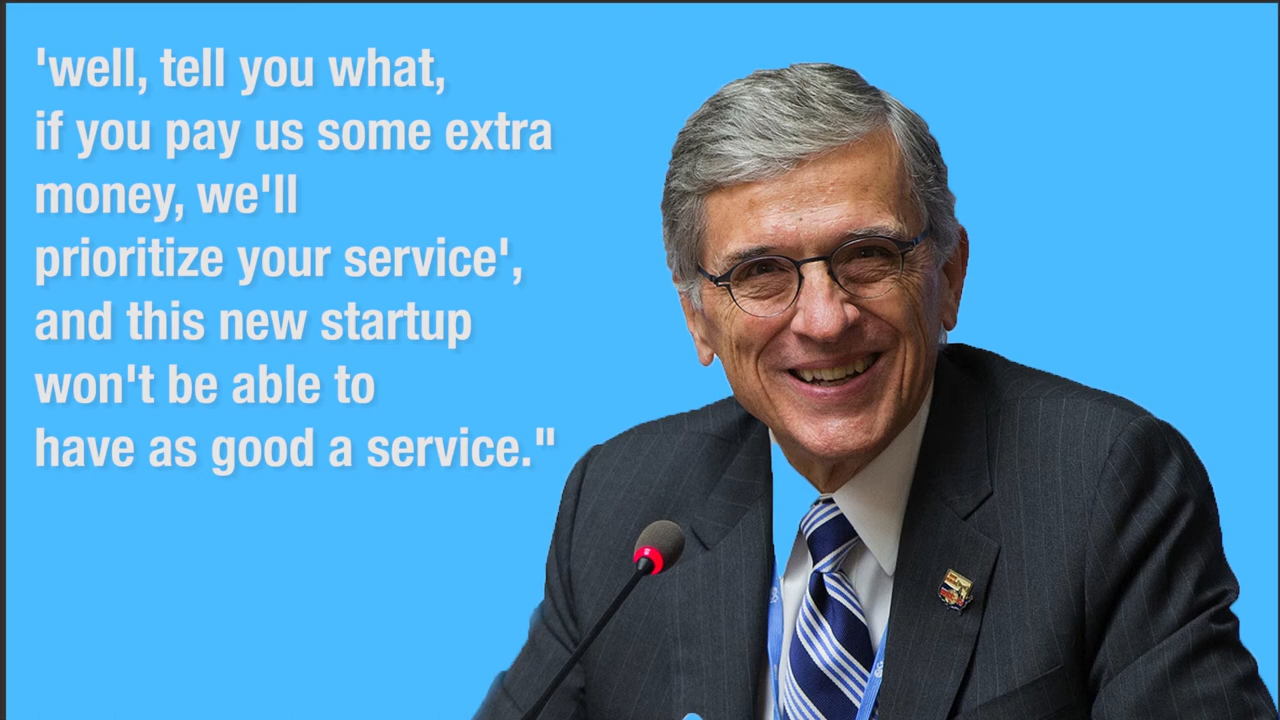 'well, tell you what,
if you pay us some extra
money, we'll
prioritize your service',
and this new startup
won't be able to
have as good a service."